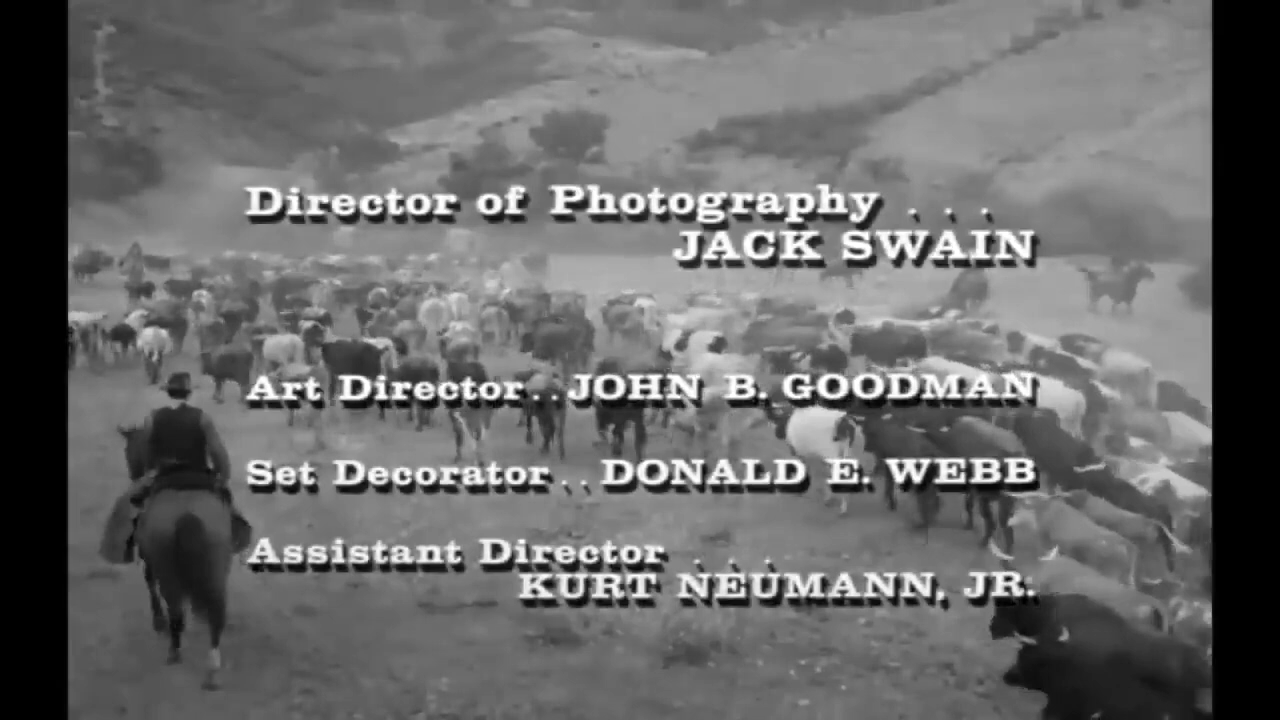 Director of Photography . . .
JACK SWAIN
Art Director . . JOHN B. GOODMAN
Set Decorator . . DONALD E. WEBB
Assistant Director . . .
KURT NEUMANN, JR.